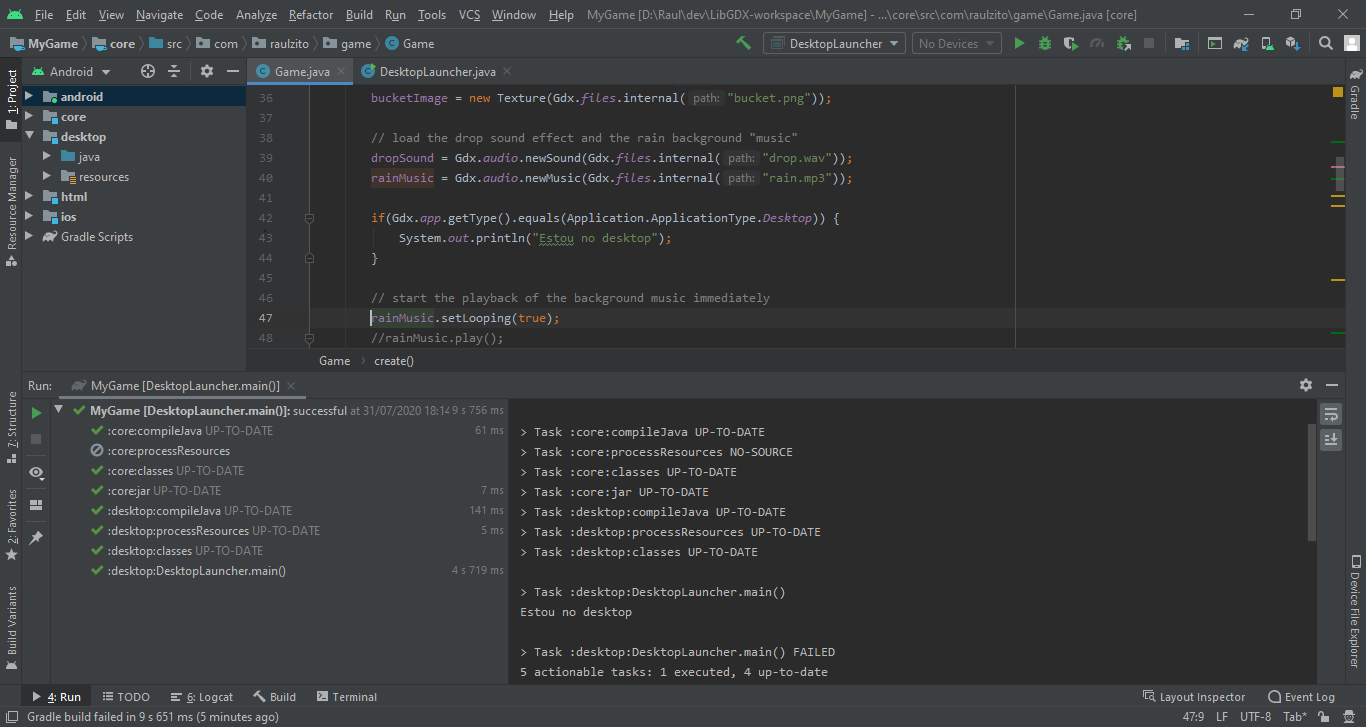 File Edit View Navigate Code Analyze Refactor Build Run Tools VCS Window Help MyGame [D:\Raul\dev\LibGDX-workspace\MyGame] - ...\core\src\com\raulzito\game\Game.java [core]
MyGame core src com raulzito game Game DesktopLauncher No Devices
Android Game.java DesktopLauncher.java
1: Project
Resource Manager
7: Structure
2: Favorites
Build Variants
android
core
desktop
java
resources
html
ios
Gradle Scripts
36 bucketImage = new Texture(Gdx.files.internal( path: "bucket.png"));
37
38 // load the drop sound effect and the rain background "music"
39 dropSound = Gdx.audio.newSound(Gdx.files.internal( path: "drop.wav"));
40 rainMusic = Gdx.audio.newMusic(Gdx.files.internal( path: "rain.mp3"));
41
42 if(Gdx.app.getType().equals(Application.ApplicationType.Desktop)) {
43 System.out.println("Estou no desktop");
44 }
45
46 // start the playback of the background music immediately
47 rainMusic.setLooping(true);
48 //rainMusic.play();
Game create()
Gradle
Device File Explorer
Run: MyGame [DesktopLauncher.main()]
MyGame [DesktopLauncher.main()]: successful at 31/07/2020 18:14 9 s 756 ms
:core:compileJava UP-TO-DATE 61 ms
:core:processResources
:core:classes UP-TO-DATE
:core:jar UP-TO-DATE 7 ms
:desktop:compileJava UP-TO-DATE 141 ms
:desktop:processResources UP-TO-DATE 5 ms
:desktop:classes UP-TO-DATE
:desktop:DesktopLauncher.main() 4 s 719 ms
> Task :core:compileJava UP-TO-DATE
> Task :core:processResources NO-SOURCE
> Task :core:classes UP-TO-DATE
> Task :core:jar UP-TO-DATE
> Task :desktop:compileJava UP-TO-DATE
> Task :desktop:processResources UP-TO-DATE
> Task :desktop:classes UP-TO-DATE
> Task :desktop:DesktopLauncher.main()
Estou no desktop
> Task :desktop:DesktopLauncher.main() FAILED
5 actionable tasks: 1 executed, 4 up-to-date
4: Run TODO 6: Logcat Build Terminal Layout Inspector Event Log
Gradle build failed in 9 s 651 ms (5 minutes ago) 47:9 LF UTF-8 Tab*